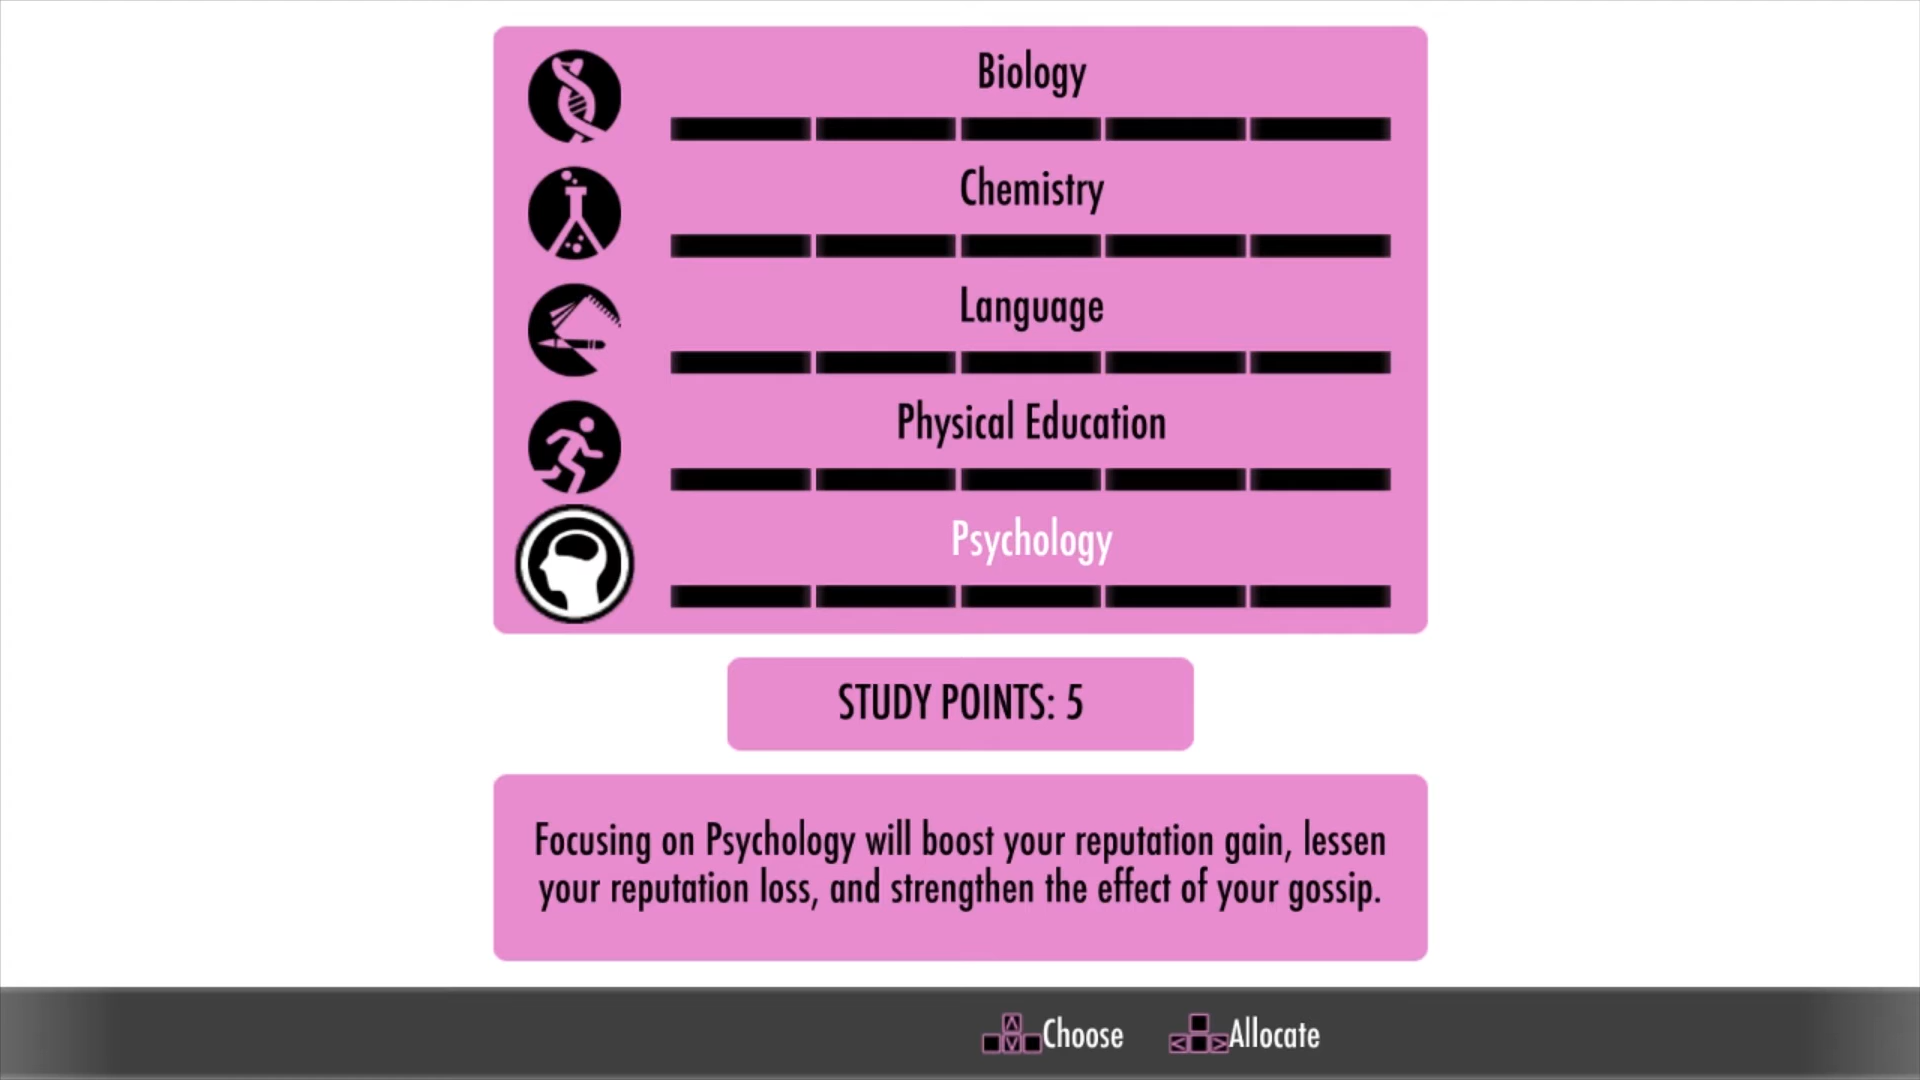 Biology
Chemistry
Language
Physical Education
Psychology
STUDY POINTS: 5
Focusing on Psychology will boost your reputation gain, lessen
your reputation loss, and strengthen the effect of your gossip.
Choose
Allocate